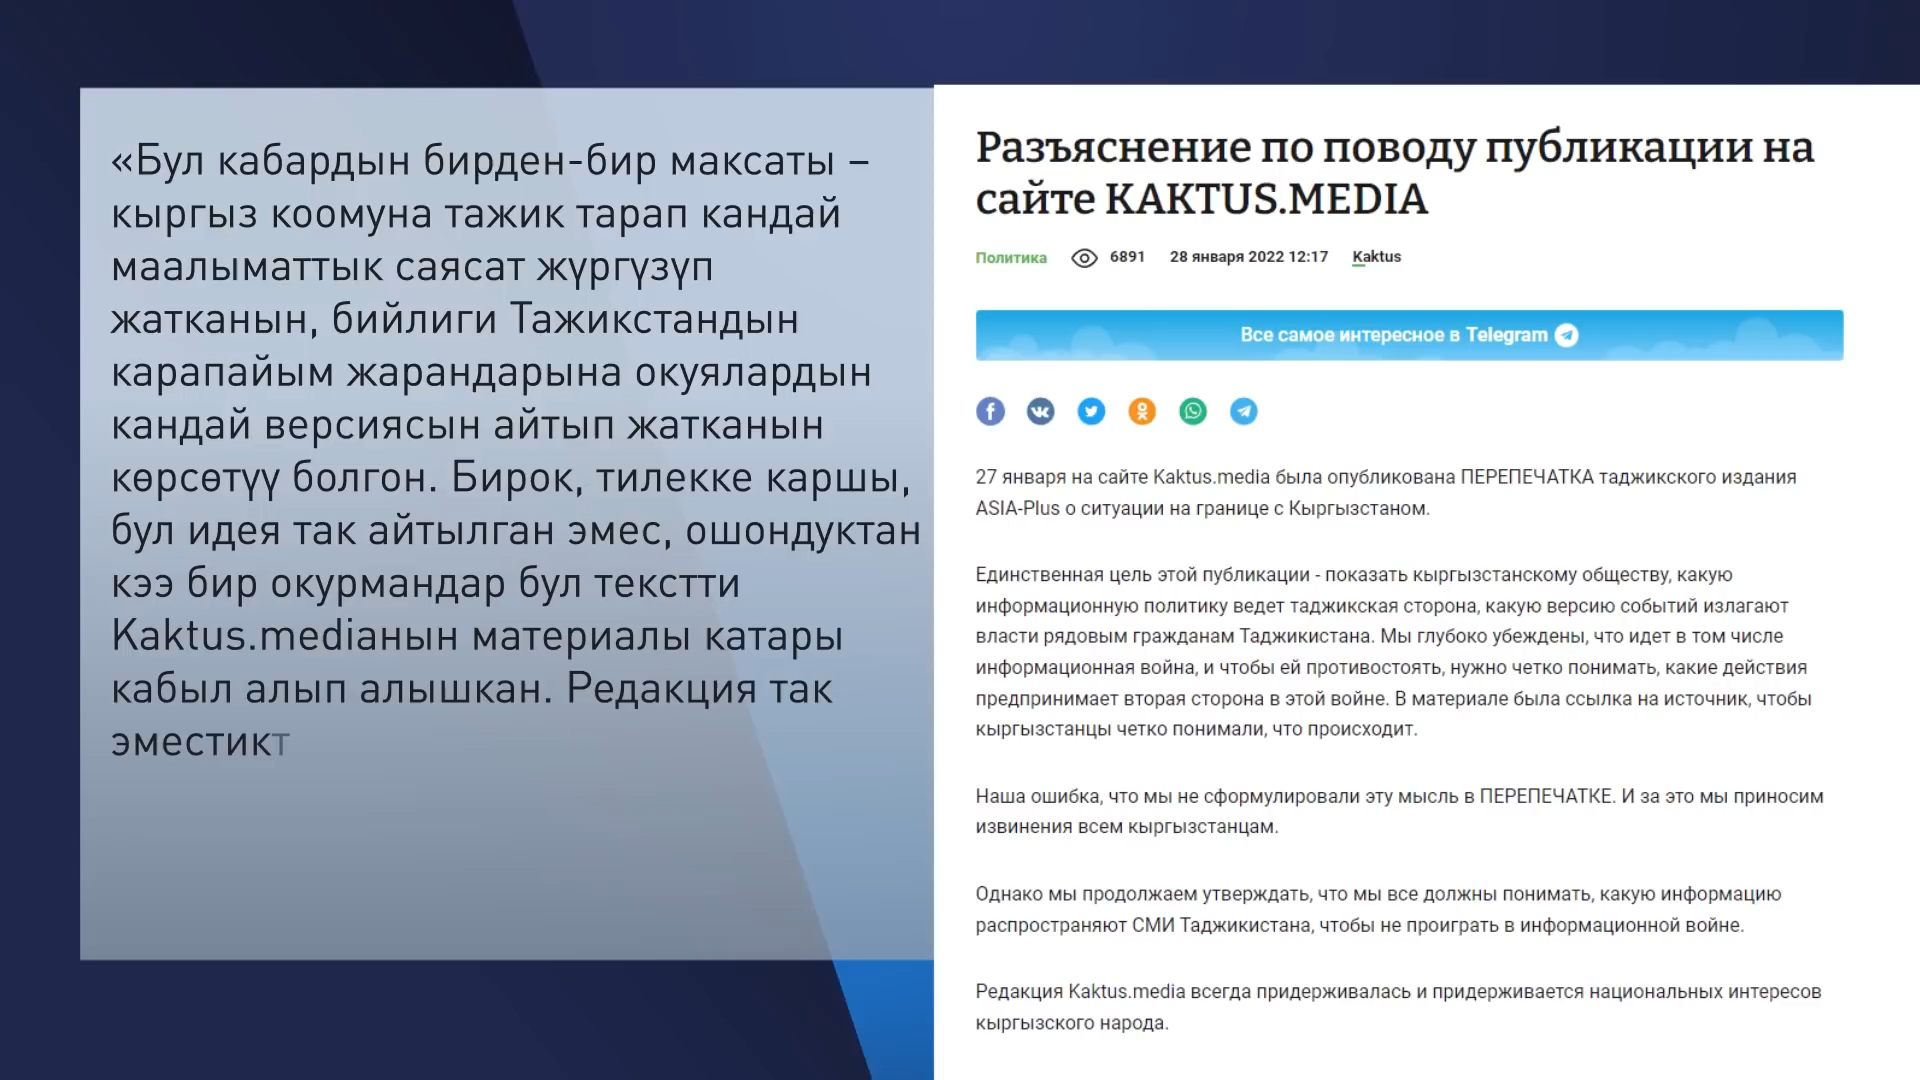 «Бул кабардын бирден-бир максаты –
кыргыз коомуна тажик тарап кандай
маалыматтык саясат жүргүзүп
жатканын, бийлиги Тажикстандын
карапайым жарандарына окуялардын
кандай версиясын айтып жатканын
көрсөтүү болгон. Бирок, тилекке каршы,
бул идея так айтылган эмес, ошондуктан
кээ бир окурмандар бул текстти
Kaktus.mediaнын материалы катары
кабыл алып алышкан. Редакция так
эместикт
Разъяснение по поводу публикации на
сайте KAKTUS.MEDIA
Политика 6891 28 января 2022 12:17 Kaktus
Все самое интересное в Telegram
27 января на сайте Kaktus.media была опубликована ПЕРЕПЕЧАТКА таджикского издания
ASIA-Plus о ситуации на границе с Кыргызстаном.
Единственная цель этой публикации - показать кыргызстанскому обществу, какую
информационную политику ведет таджикская сторона, какую версию событий излагают
власти рядовым гражданам Таджикистана. Мы глубоко убеждены, что идет в том числе
информационная война, и чтобы ей противостоять, нужно четко понимать, какие действия
предпринимает вторая сторона в этой войне. В материале была ссылка на источник, чтобы
кыргызстанцы четко понимали, что происходит.
Наша ошибка, что мы не сформулировали эту мысль в ПЕРЕПЕЧАТКЕ. И за это мы приносим
извинения всем кыргызстанцам.
Однако мы продолжаем утверждать, что мы все должны понимать, какую информацию
распространяют СМИ Таджикистана, чтобы не проиграть в информационной войне.
Редакция Kaktus.media всегда придерживалась и придерживается национальных интересов
кыргызского народа.